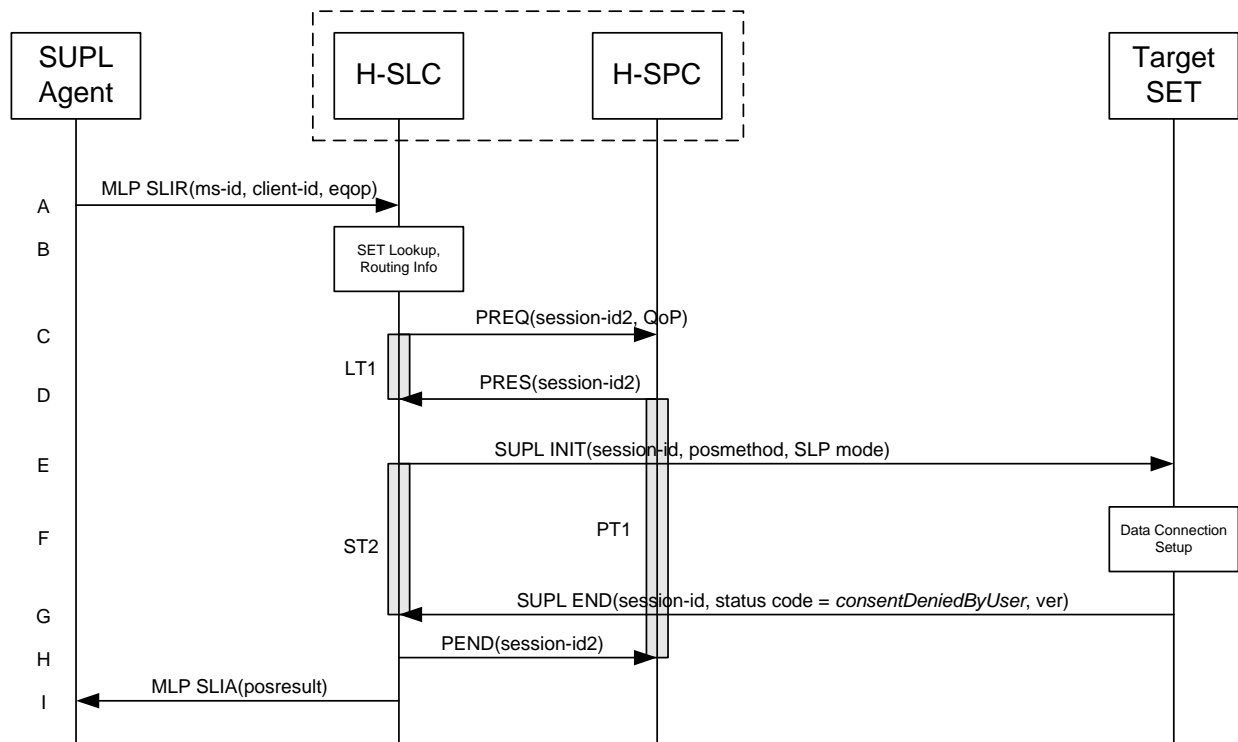 SUPL
Agent
H-SLC
H-SPC
Target
SET
A
MLP SLIR(ms-id, client-id, eqop)
B
SET Lookup,
Routing Info
C
PREQ(session-id2, QoP)
LT1
D
PRES(session-id2)
E
SUPL INIT(session-id, posmethod, SLP mode)
F
ST2
PT1
Data Connection
Setup
G
SUPL END(session-id, status code = consentDeniedByUser, ver)
H
PEND(session-id2)
I
MLP SLIA(posresult)